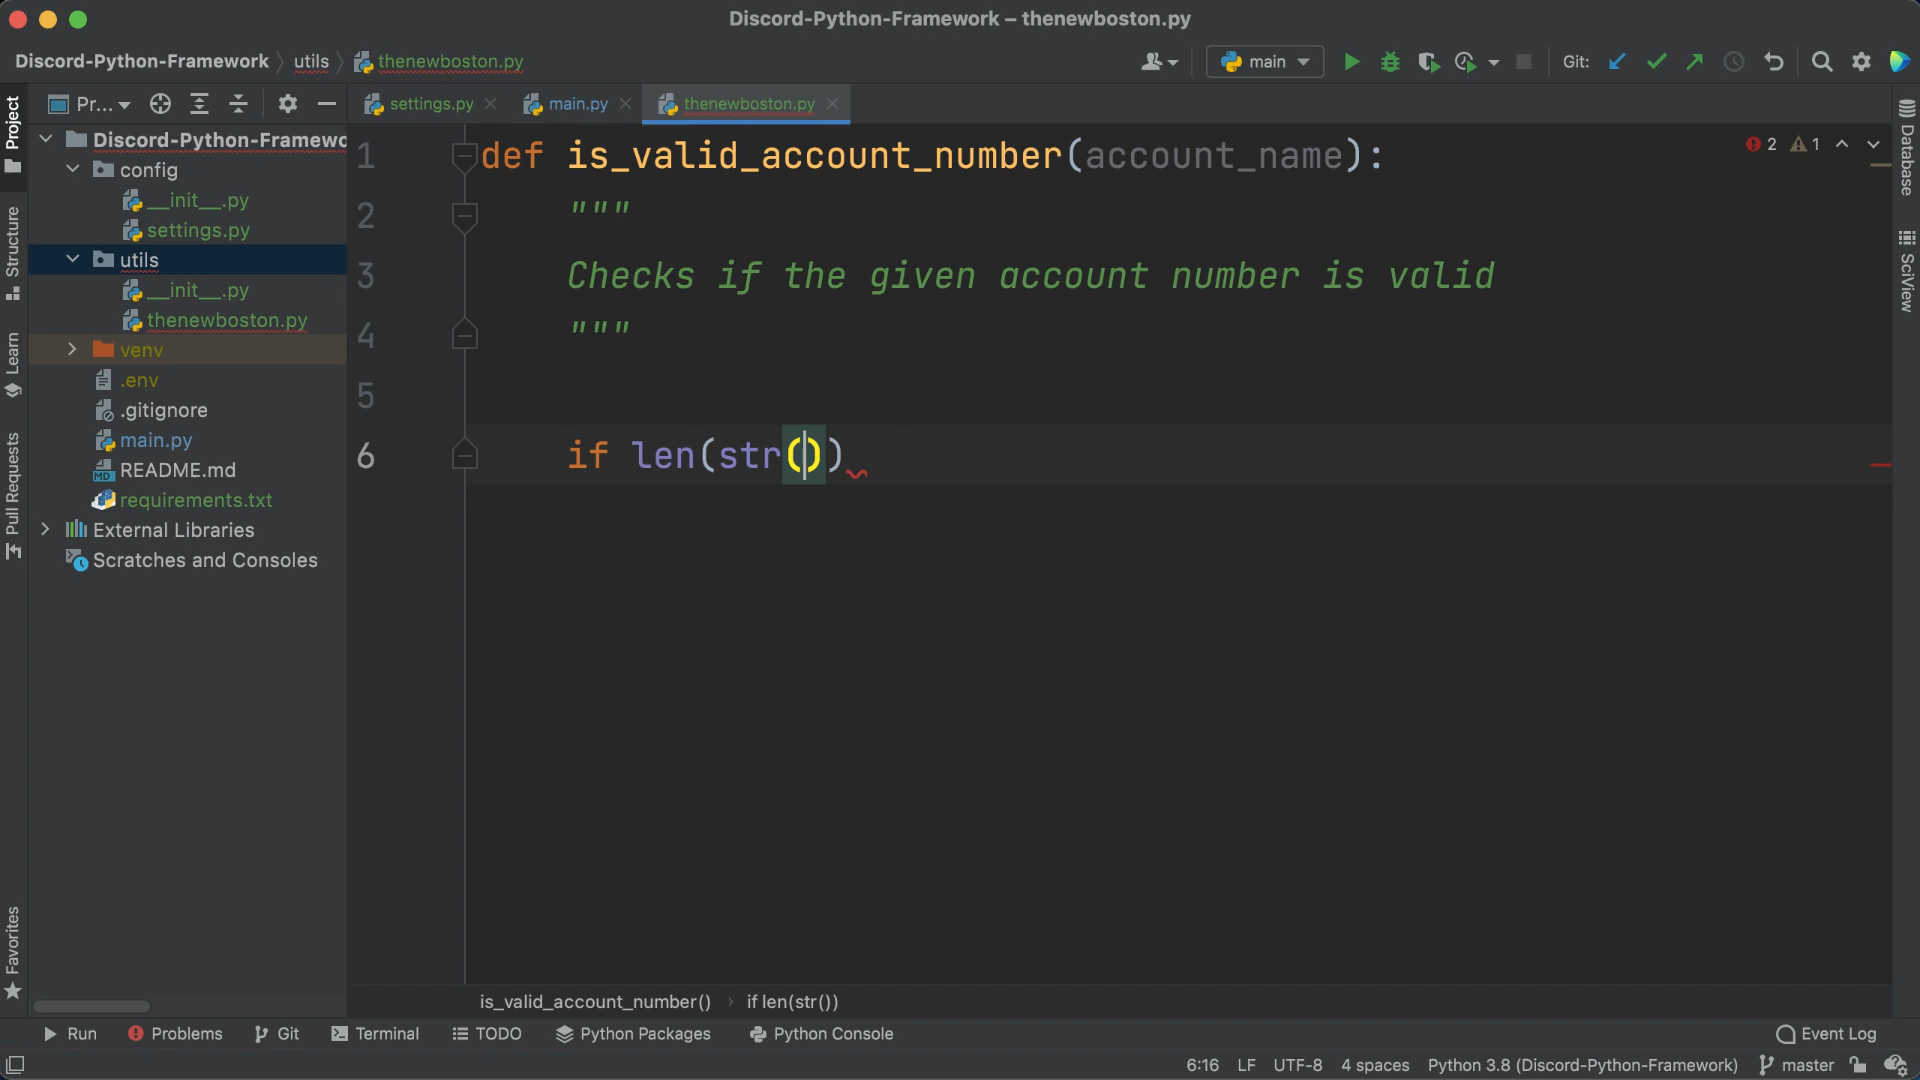 Discord-Python-Framework – thenewboston.py
Discord-Python-Framework
utils
thenewboston.py
main
Git:
Project
Pr...
settings.py
main.py
thenewboston.py
Discord-Python-Framewo
config
__init__.py
settings.py
utils
__init__.py
thenewboston.py
venv
.env
.gitignore
main.py
README.md
requirements.txt
External Libraries
Scratches and Consoles
Structure
Learn
Pull Requests
Favorites
1 def is_valid_account_number(account_name):
2 """
3 Checks if the given account number is valid
4 """
5
6 if len(str())
2 1
Database
SciView
is_valid_account_number() › if len(str())
Run
Problems
Git
Terminal
TODO
Python Packages
Python Console
Event Log
6:16 LF UTF-8 4 spaces Python 3.8 (Discord-Python-Framework) master